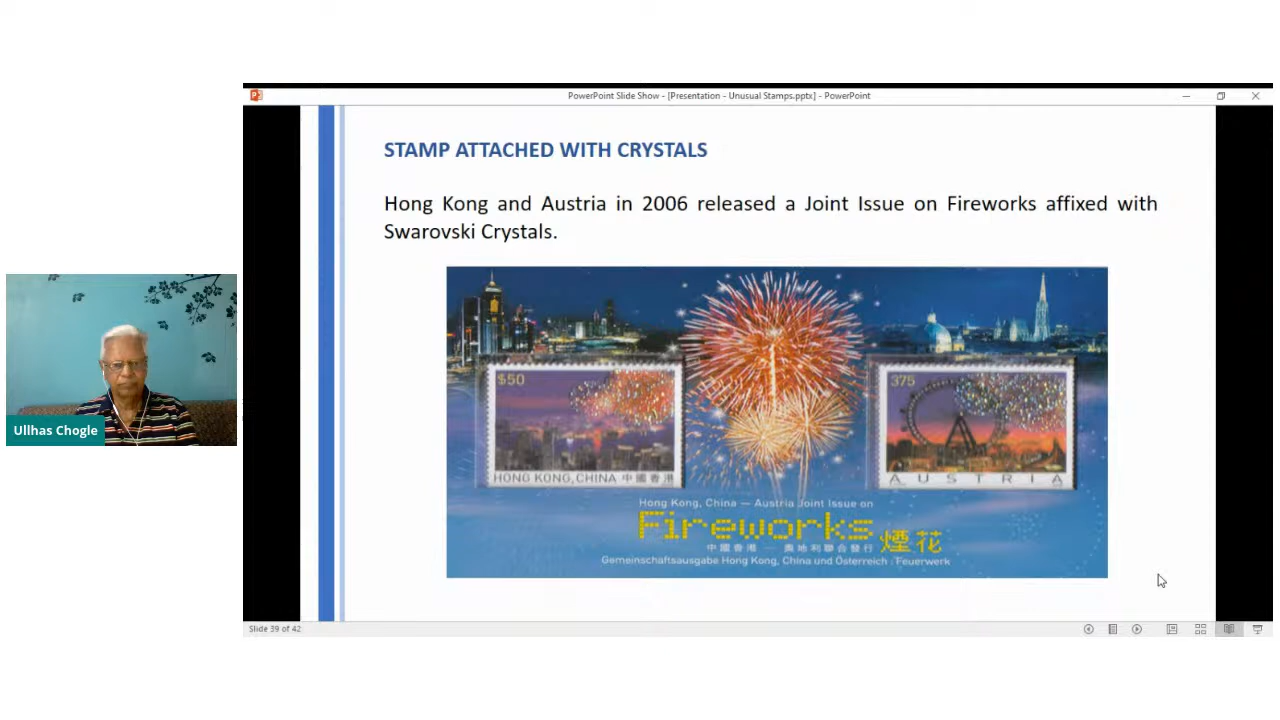 PowerPoint Slide Show - [Presentation - Unusual Stamps.pptx] - PowerPoint
STAMP ATTACHED WITH CRYSTALS
Hong Kong and Austria in 2006 released a Joint Issue on Fireworks affixed with
Swarovski Crystals.
$50
HONG KONG, CHINA 中國香港
375
AUSTRIA
Hong Kong, China — Austria Joint Issue on
Fireworks 煙花
中國香港 — 奧地利聯合發行
Gemeinschaftsausgabe Hong Kong, China und Österreich : Feuerwerk
Ullhas Chogle
Slide 39 of 42